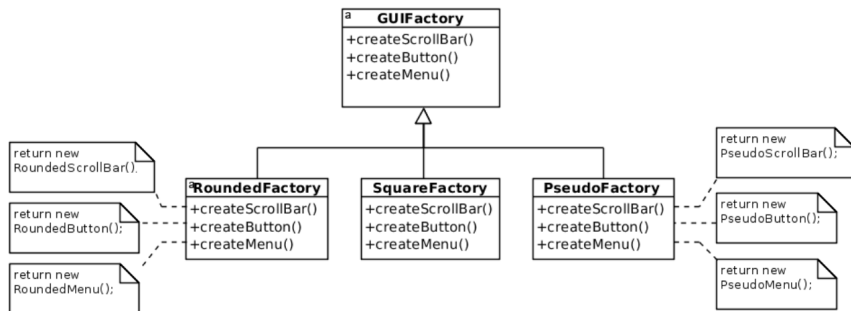 a
GUIFactory
+createScrollBar()
+createButton()
+createMenu()
return new
RoundedScrollBar().
return new
RoundedButton();
return new
RoundedMenu();
a
RoundedFactory
+createScrollBar()
+createButton()
+createMenu()
SquareFactory
+createScrollBar()
+createButton()
+createMenu()
PseudoFactory
+createScrollBar()
+createButton()
+createMenu()
return new
PseudoScrollBar();
return new
PseudoButton();
return new
PseudoMenu();